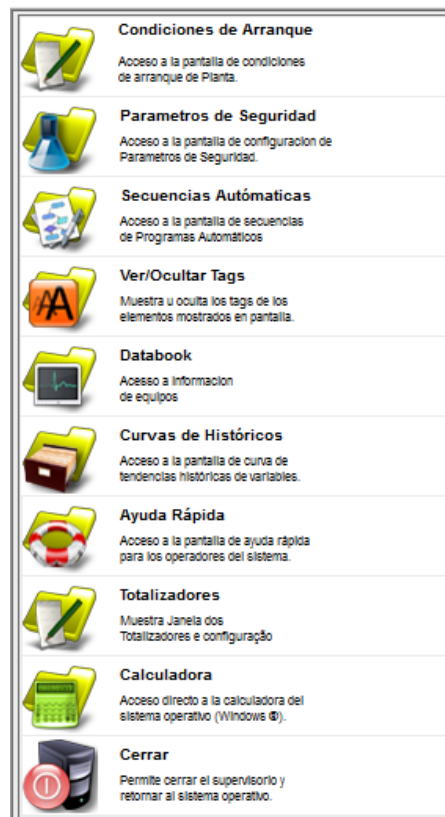 Condiciones de Arranque
Acceso a la pantalla de condiciones
de arranque de Planta.
Parametros de Seguridad
Acceso a la pantalla de configuracion de
Parametros de Seguridad.
Secuencias Autómaticas
Acceso a la pantalla de secuencias
de Programas Automáticos
Ver/Ocultar Tags
Muestra u oculta los tags de los
elementos mostrados en pantalla.
Databook
Acesso a informacion
de equipos
Curvas de Históricos
Acceso a la pantalla de curva de
tendencias históricas de variables.
Ayuda Rápida
Acceso a la pantalla de ayuda rápida
para los operadores del sistema.
Totalizadores
Muestra Janela dos
Totalizadores e configuração
Calculadora
Acceso directo a la calculadora del
sistema operativo (Windows ®).
Cerrar
Permite cerrar el supervisorio y
retornar al sistema operativo.